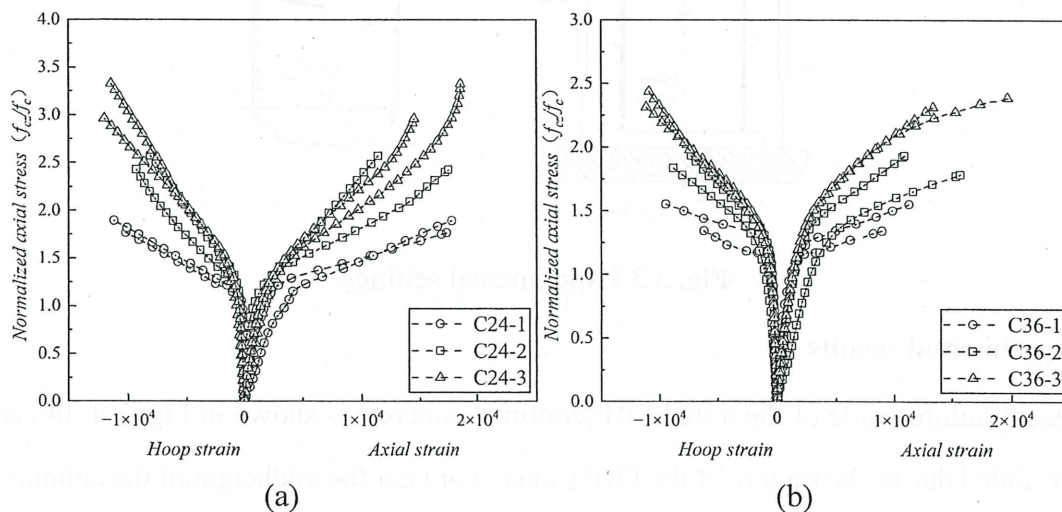 4.0
3.5
3.0
2.5
2.0
1.5
1.0
0.5
0.0
Normalized axial stress (fcc/fc)
−1×10⁴ 0 1×10⁴ 2×10⁴
Hoop strain Axial strain
C24-1
C24-2
C24-3
(a)
3.0
2.5
2.0
1.5
1.0
0.5
0.0
Normalized axial stress (fcc/fc)
−1×10⁴ 0 1×10⁴ 2×10⁴
Hoop strain Axial strain
C36-1
C36-2
C36-3
(b)